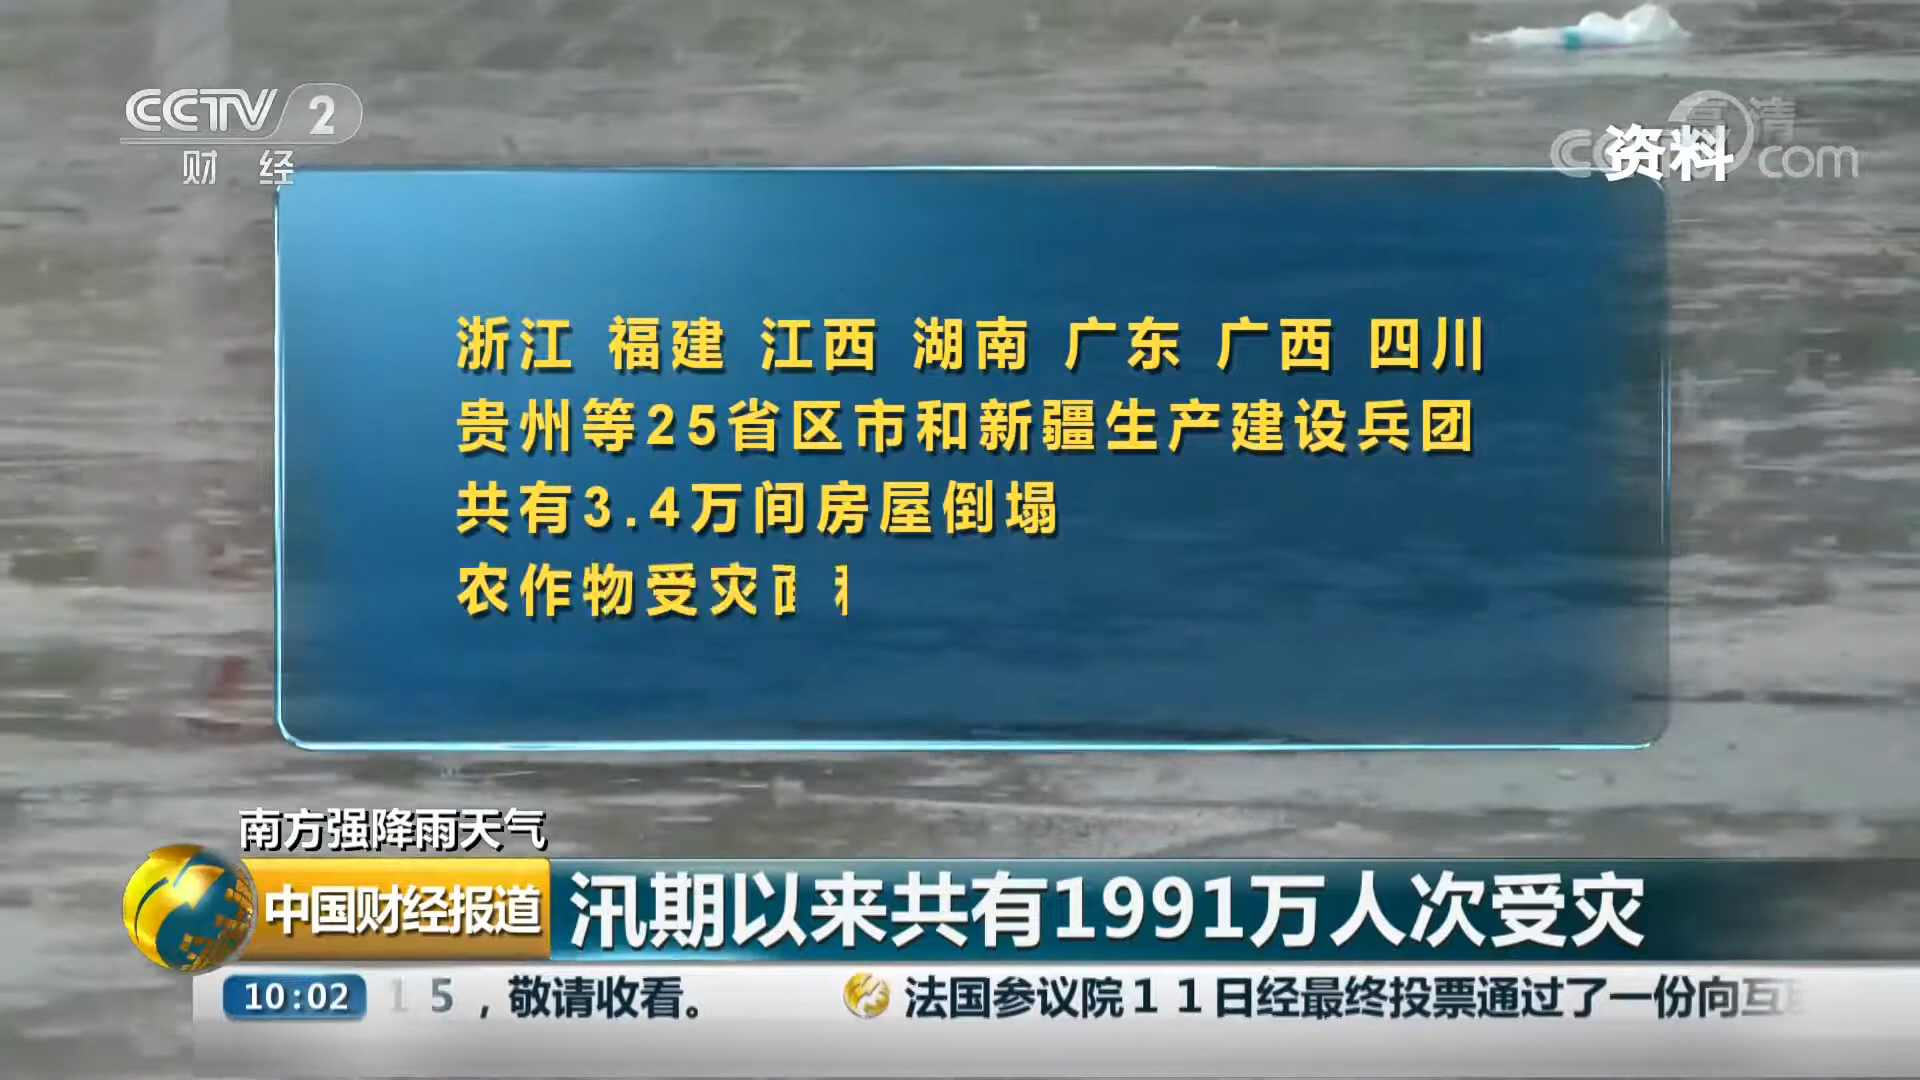 CCTV 2
财 经
高清
资料
com
浙江 福建 江西 湖南 广东 广西 四川
贵州等25省区市和新疆生产建设兵团
共有3.4万间房屋倒塌
农作物受灾
南方强降雨天气
中国财经报道
汛期以来共有1991万人次受灾
10:02
15，敬请收看。 法国参议院11日经最终投票通过了一份向互